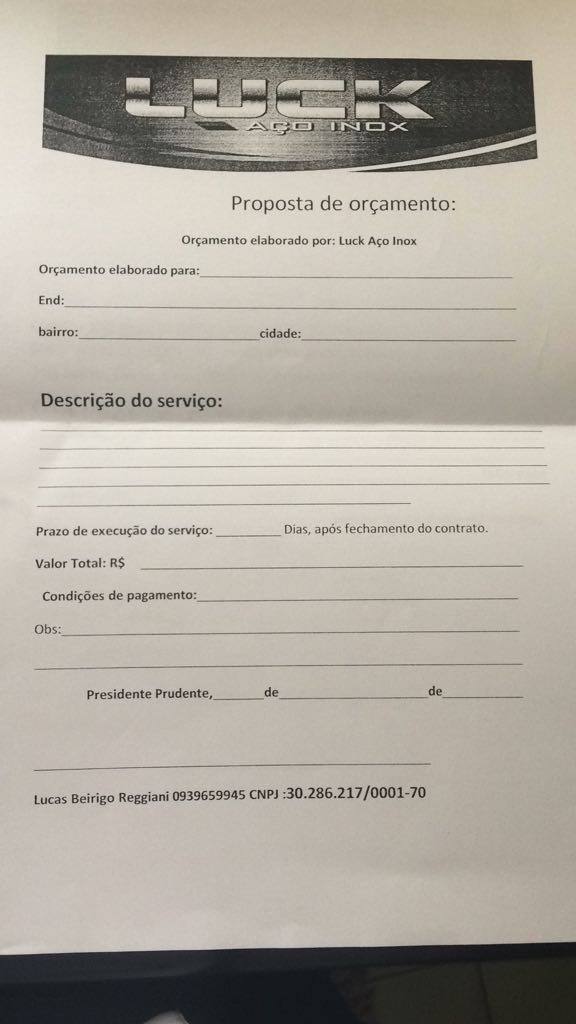 LUCK
AÇO INOX
Proposta de orçamento:
Orçamento elaborado por: Luck Aço Inox
Orçamento elaborado para:
End:
bairro: cidade:
Descrição do serviço:
Prazo de execução do serviço: Dias, após fechamento do contrato.
Valor Total: R$
Condições de pagamento:
Obs:
Presidente Prudente, de de
Lucas Beirigo Reggiani 0939659945 CNPJ :30.286.217/0001-70